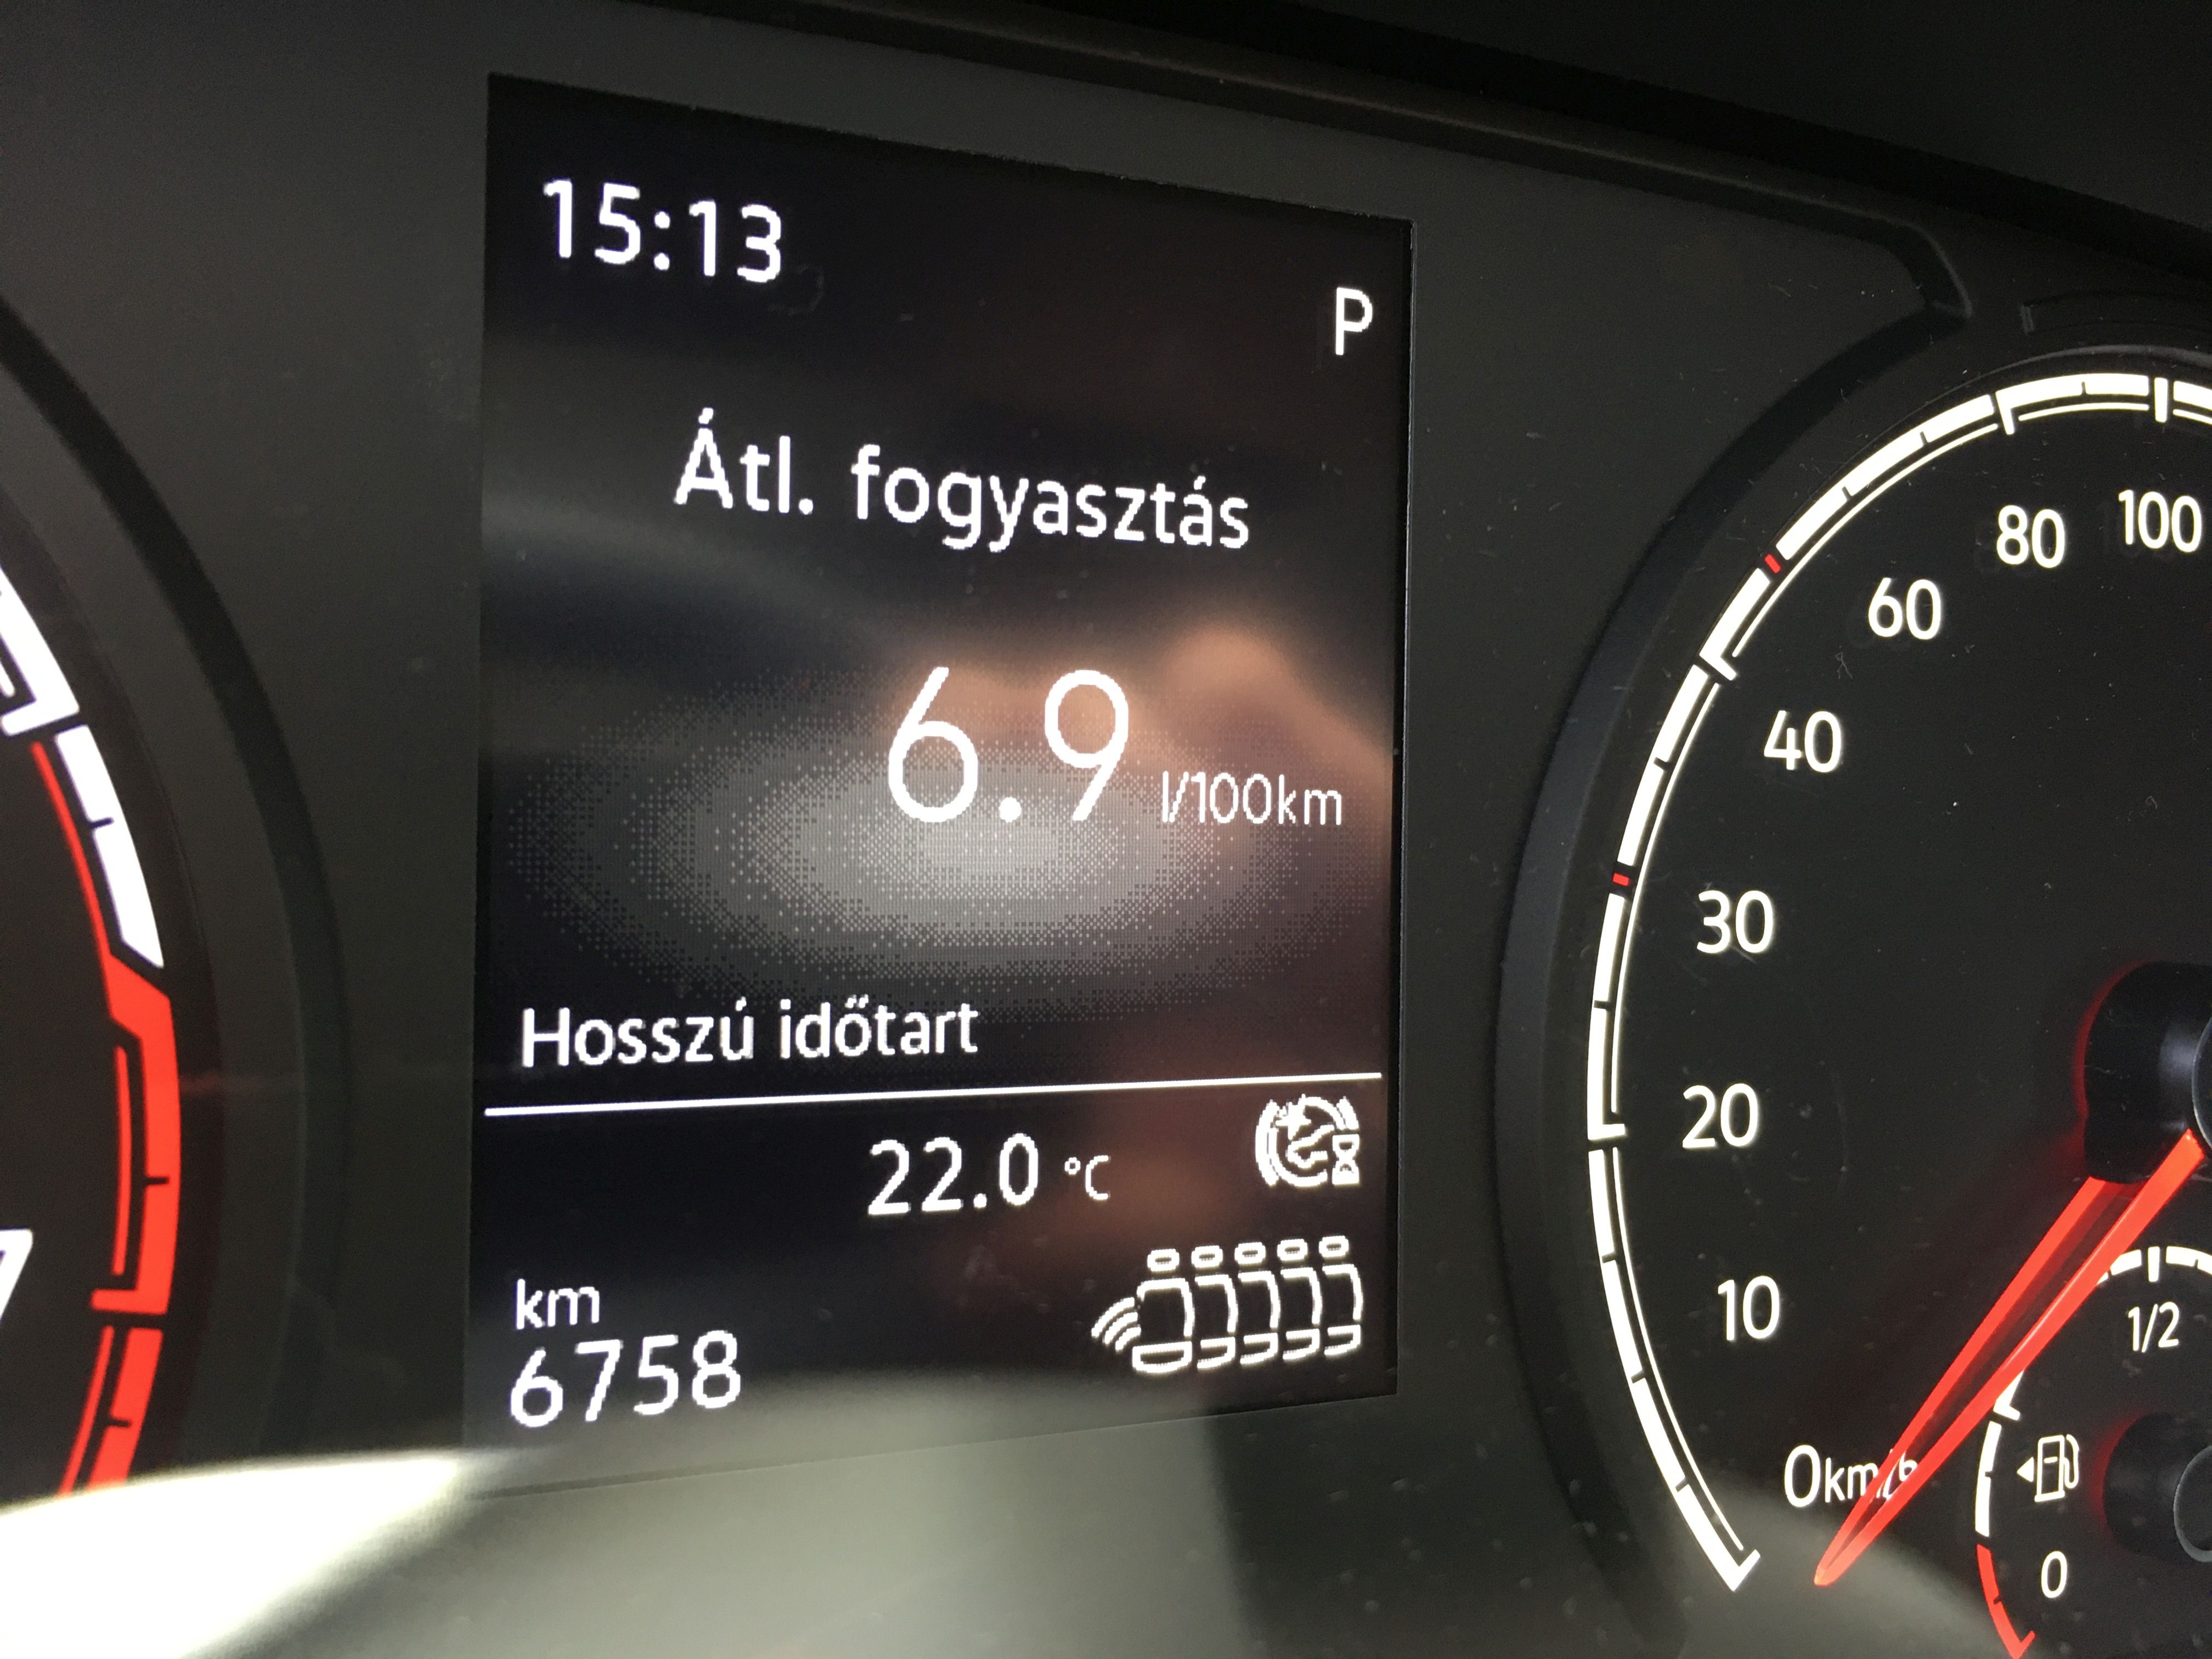 15:13
P
Átl. fogyasztás
6.9 l/100km
Hosszú időtart
22.0 °C
km
6758
100
80
60
40
30
20
10
0km/h
1/2
0
7